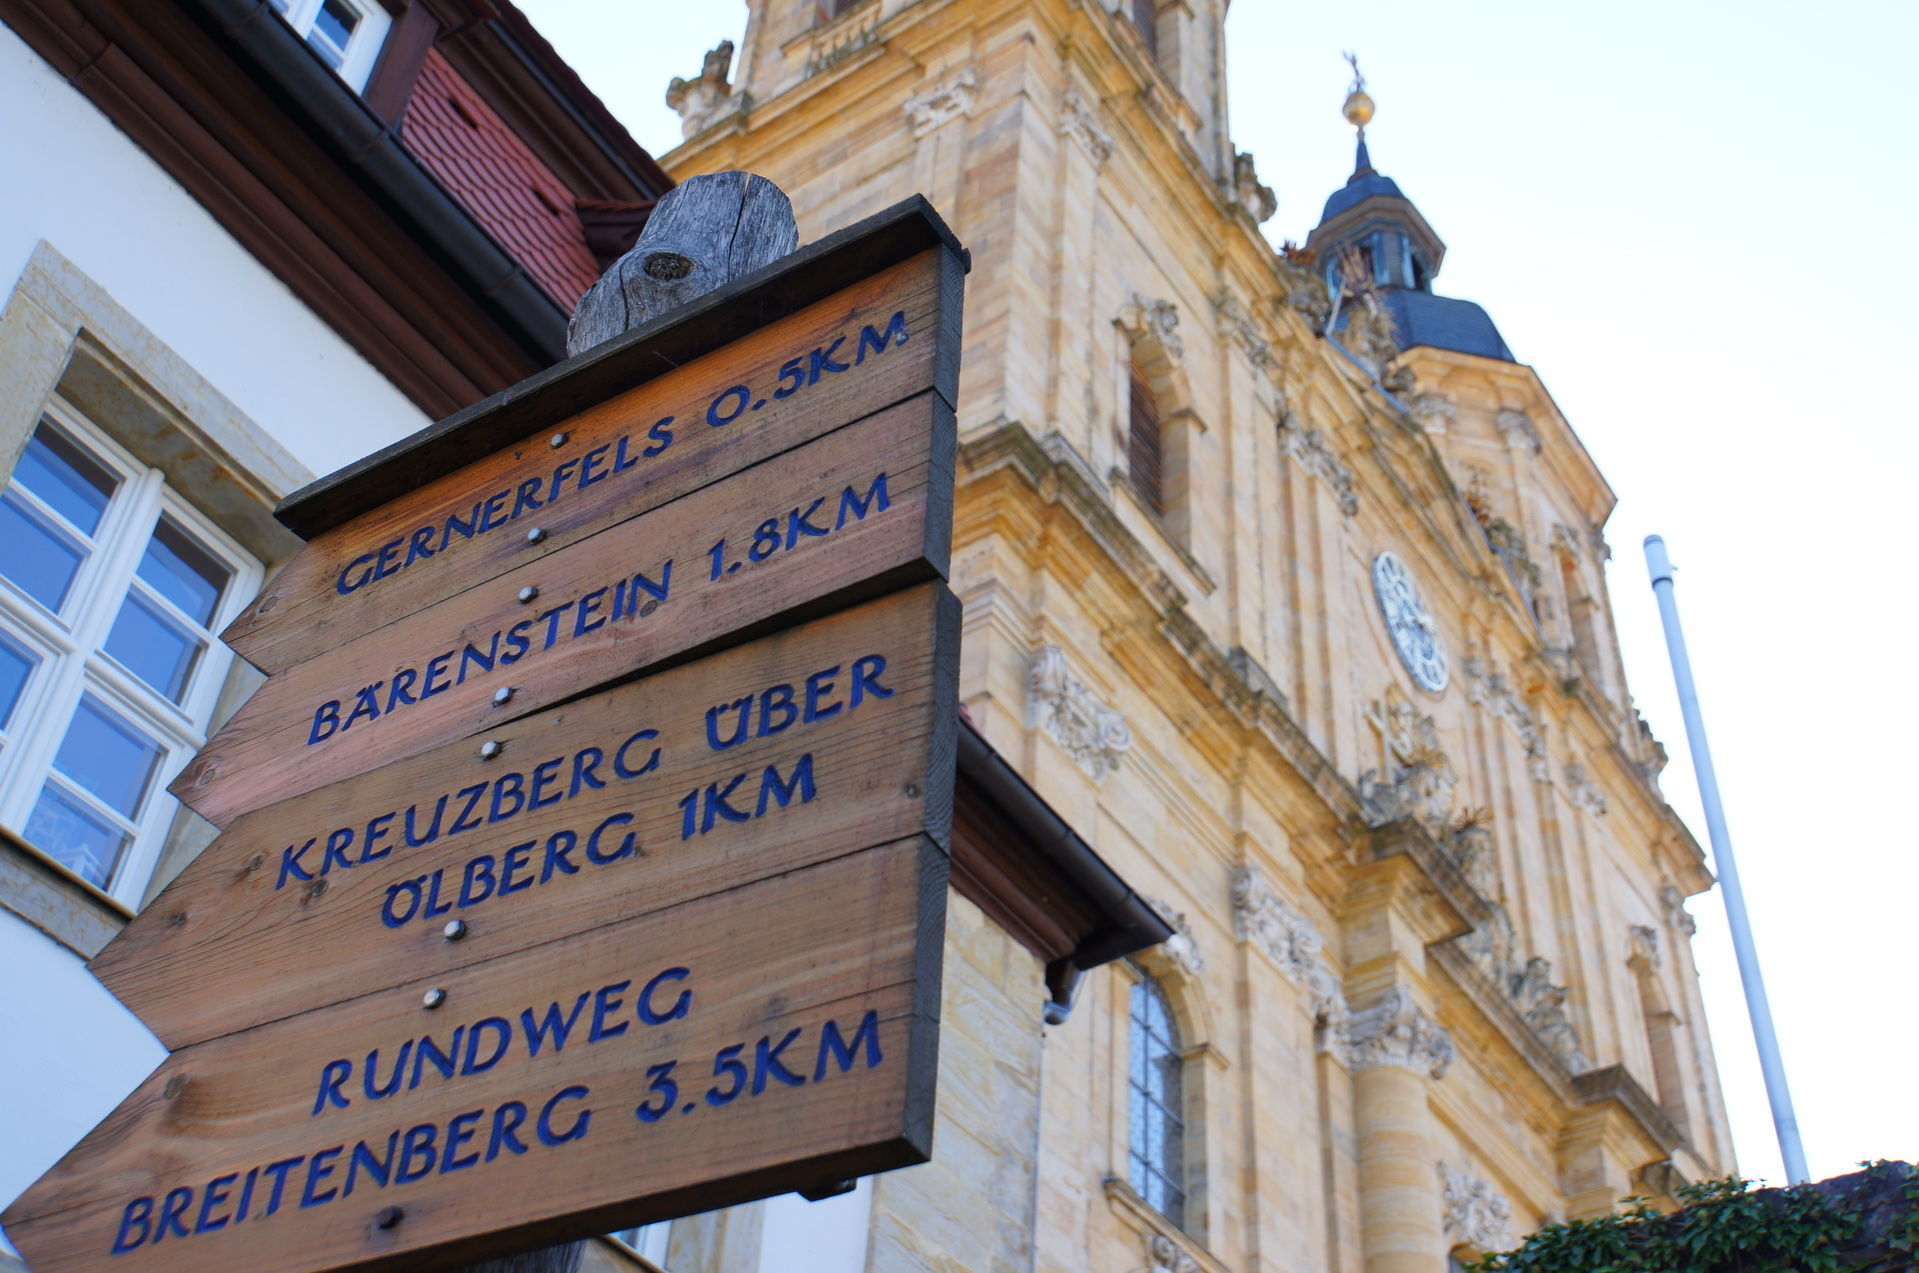 GERNERFELS 0.5KM
BÄRENSTEIN 1.8KM
KREUZBERG ÜBER
ÖLBERG 1KM
RUNDWEG
BREITENBERG 3.5KM